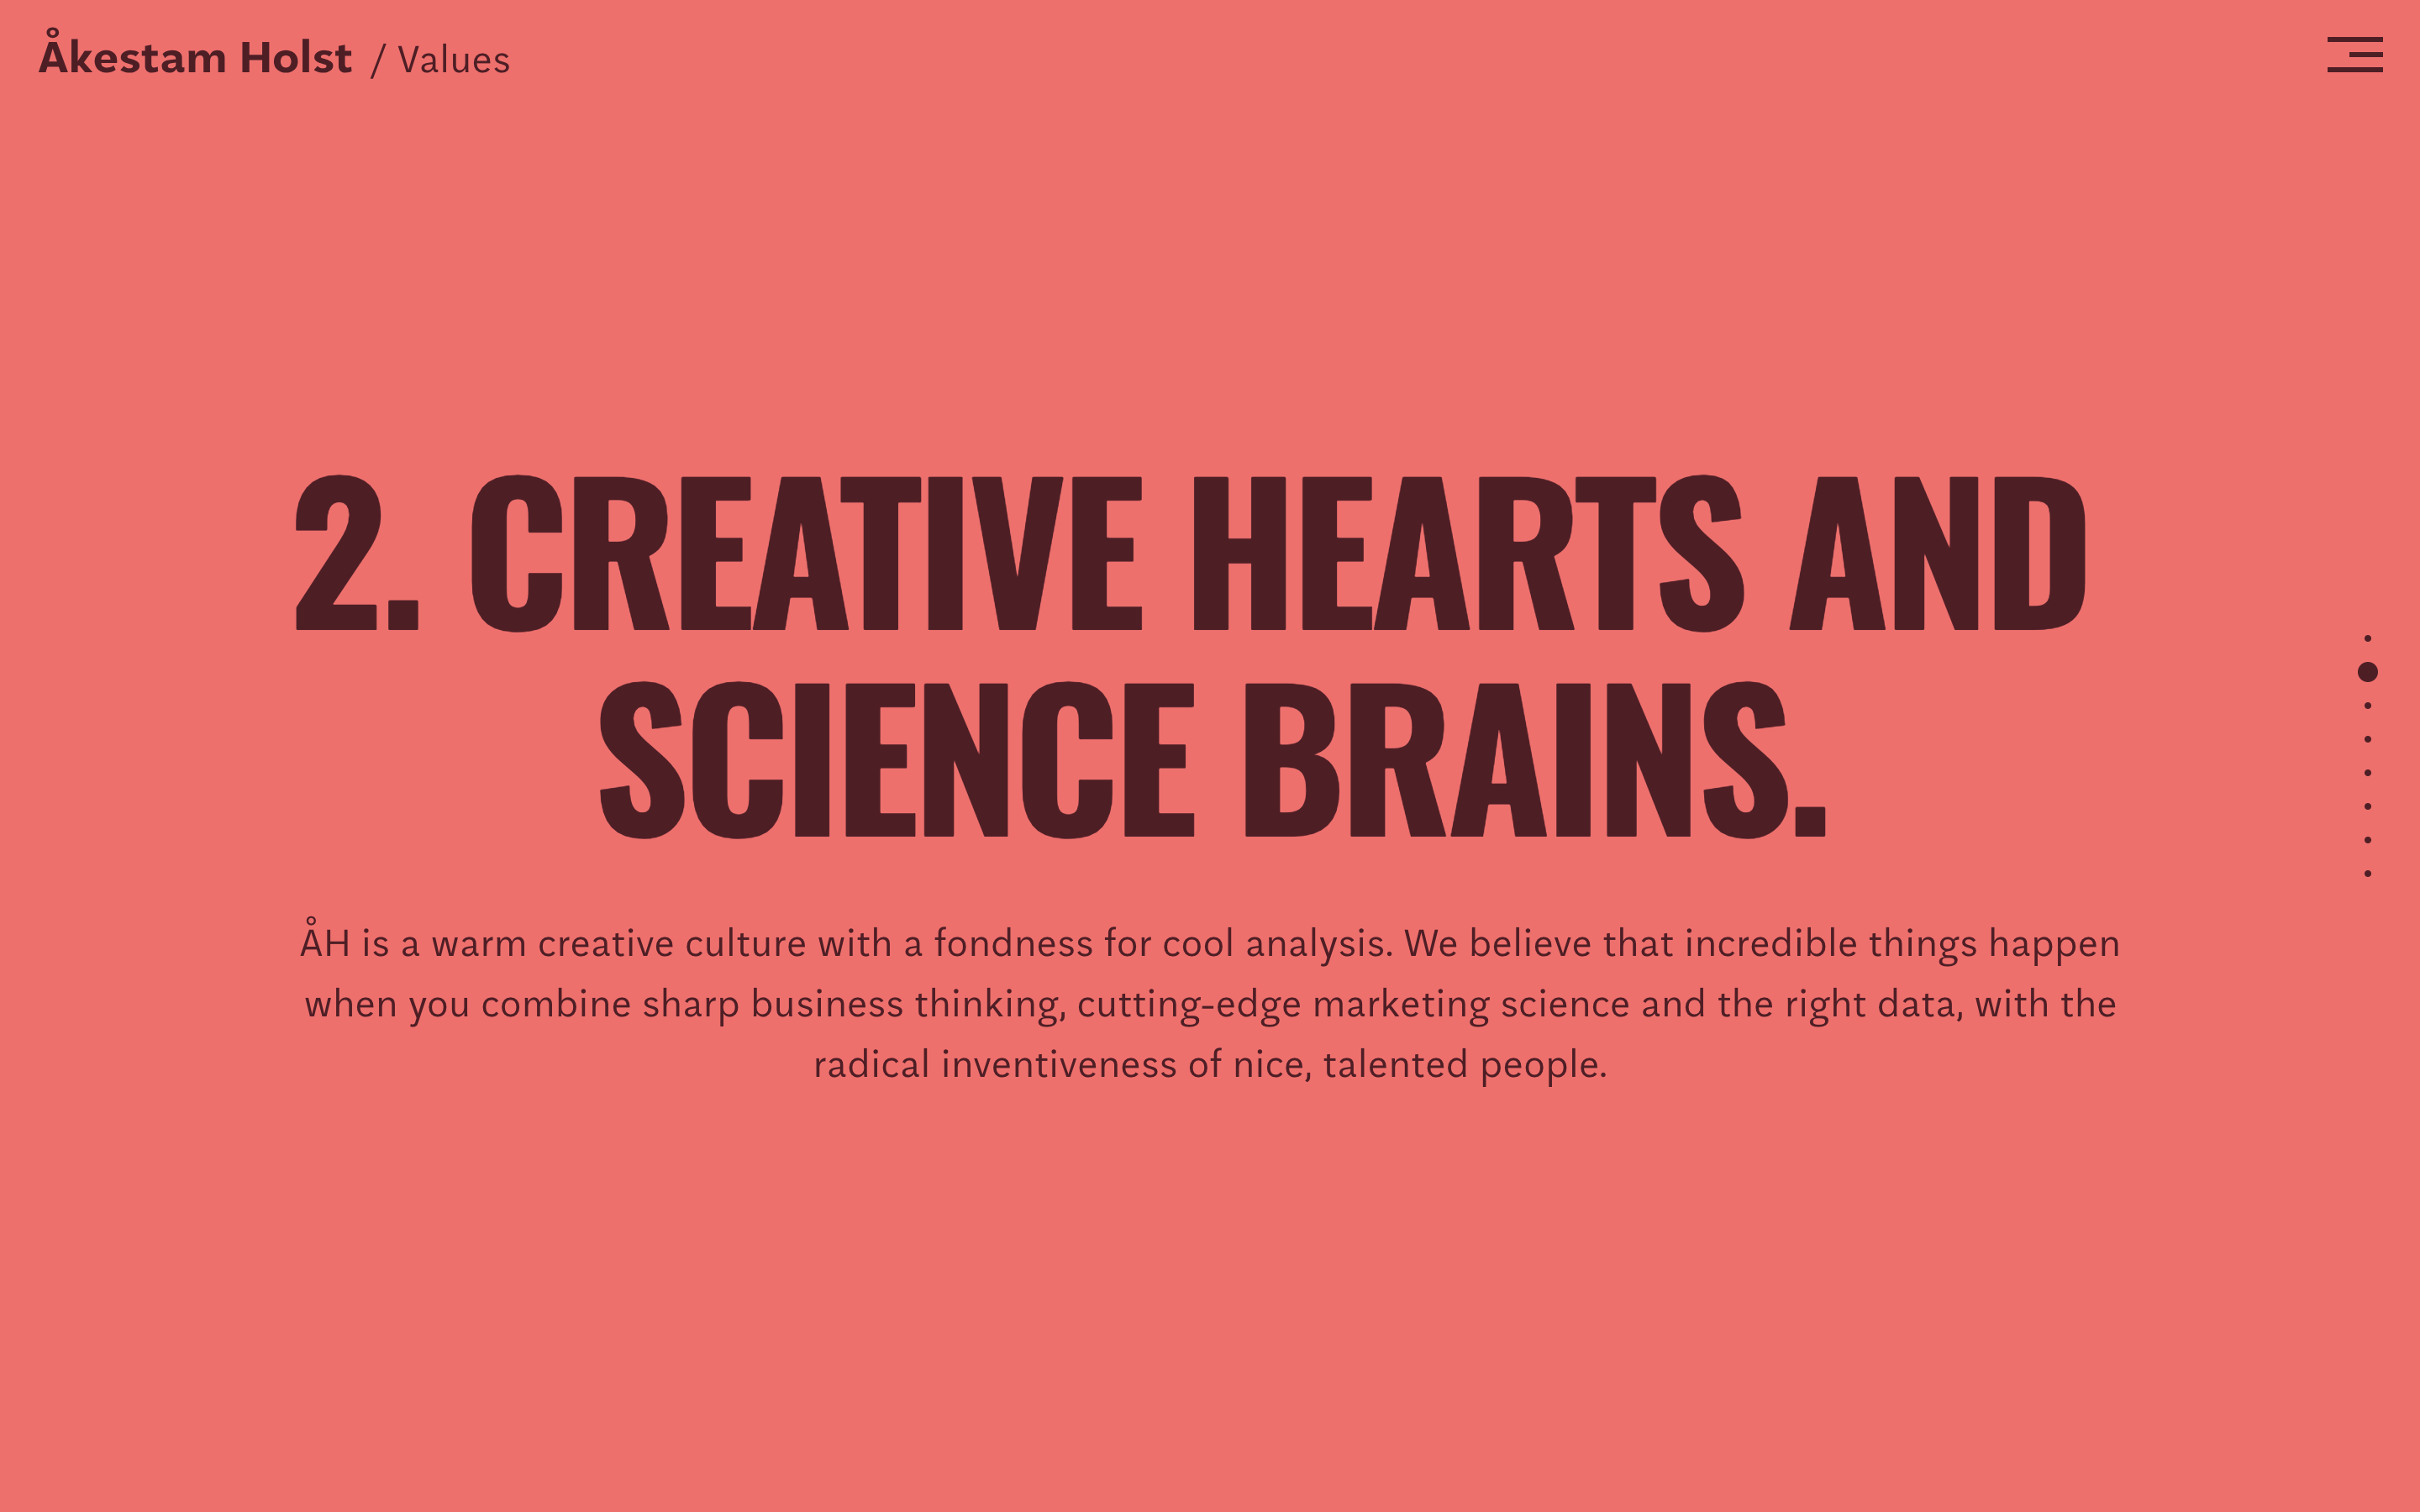 Åkestam Holst / Values
2. CREATIVE HEARTS AND
SCIENCE BRAINS.
ÅH is a warm creative culture with a fondness for cool analysis. We believe that incredible things happen
when you combine sharp business thinking, cutting-edge marketing science and the right data, with the
radical inventiveness of nice, talented people.